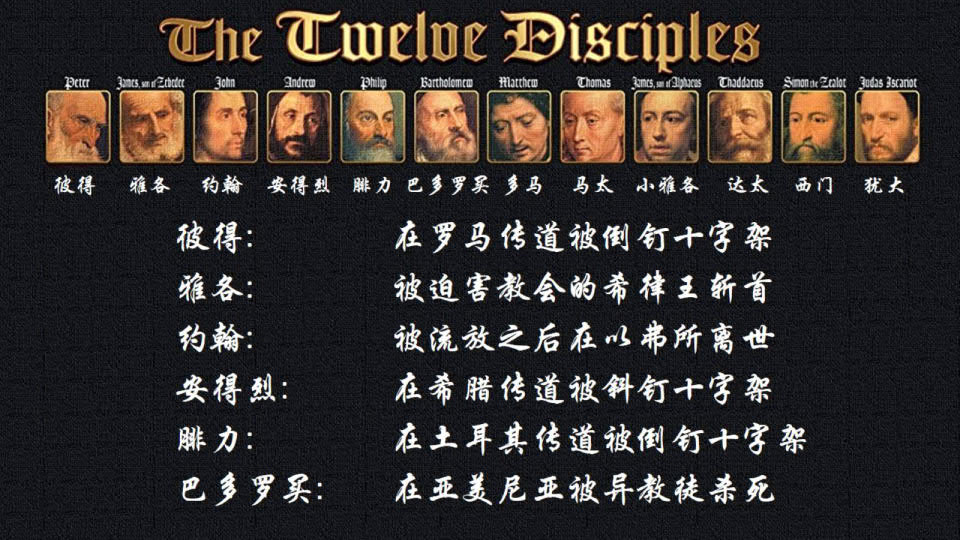 The Twelve Disciples
Peter James, son of Zebedee John Andrew Philip Bartholomew Matthew Thomas James, son of Alphaeus Thaddaeus Simon the Zealot Judas Iscariot
彼得 雅各 约翰 安得烈 腓力 巴多罗买 多马 马太 小雅各 达太 西门 犹大
彼得: 在罗马传道被倒钉十字架
雅各: 被迫害教会的希律王斩首
约翰: 被流放之后在以弗所离世
安得烈: 在希腊传道被斜钉十字架
腓力: 在土耳其传道被倒钉十字架
巴多罗买: 在亚美尼亚被异教徒杀死